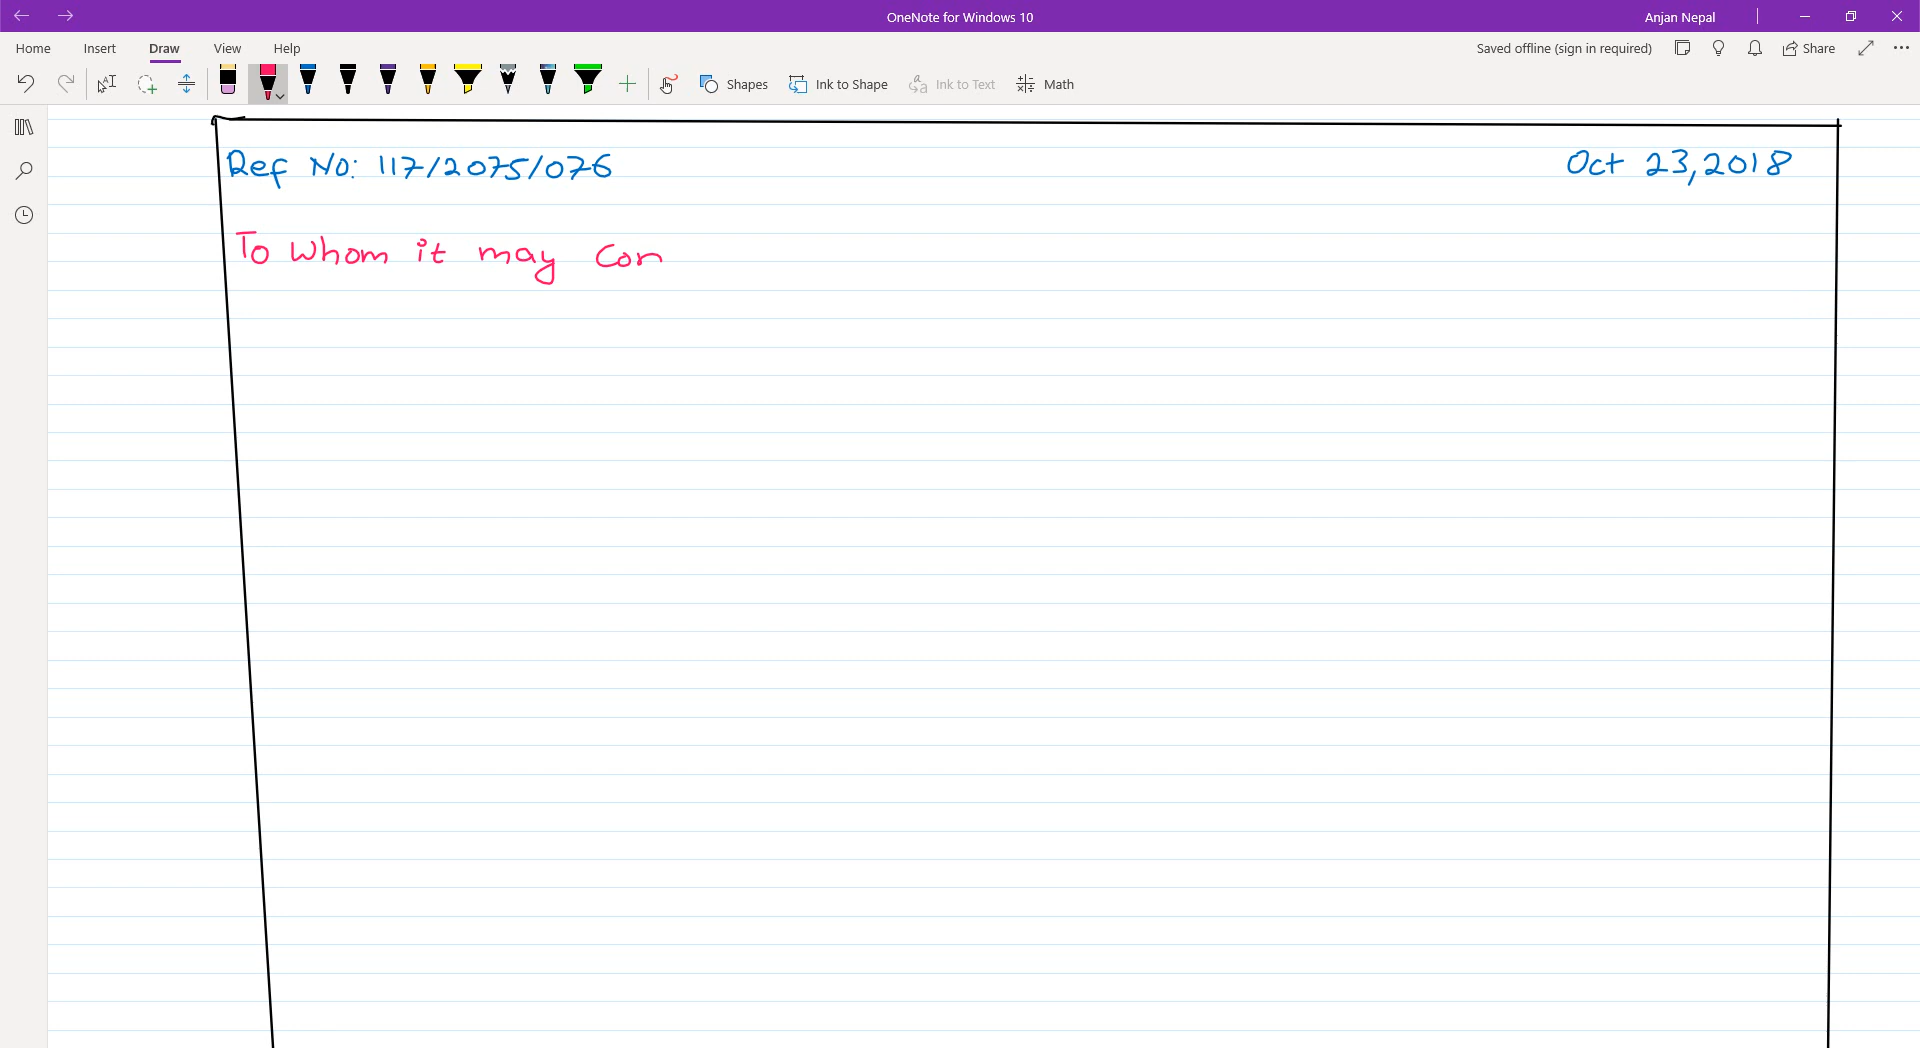 OneNote for Windows 10
Anjan Nepal
Home Insert Draw View Help
Saved offline (sign in required) Share
Shapes Ink to Shape Ink to Text Math
Ref No: 117/2075/076 Oct 23,2018
To Whom it may Con